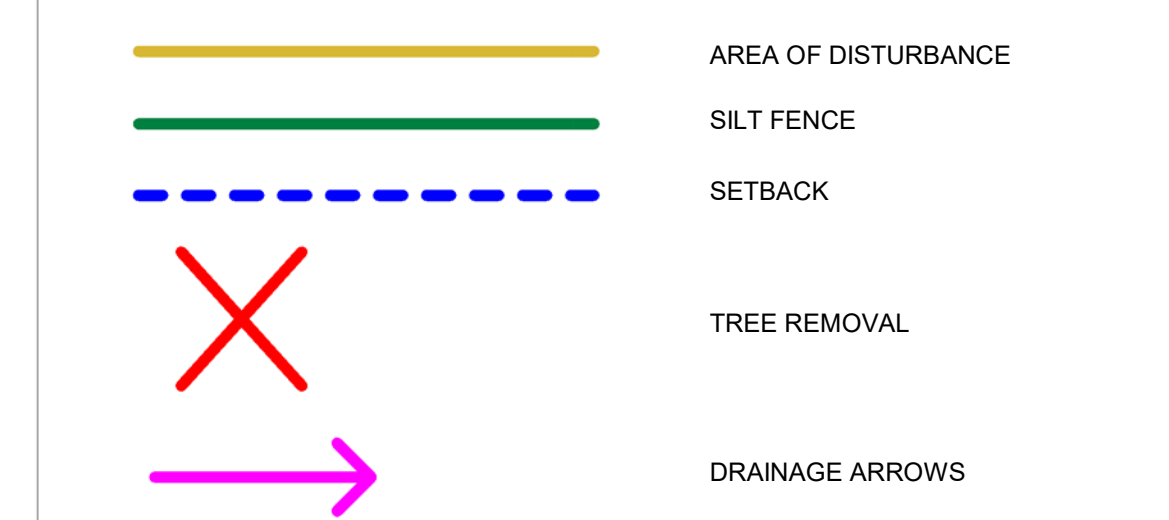 AREA OF DISTURBANCE
SILT FENCE
SETBACK
TREE REMOVAL
DRAINAGE ARROWS